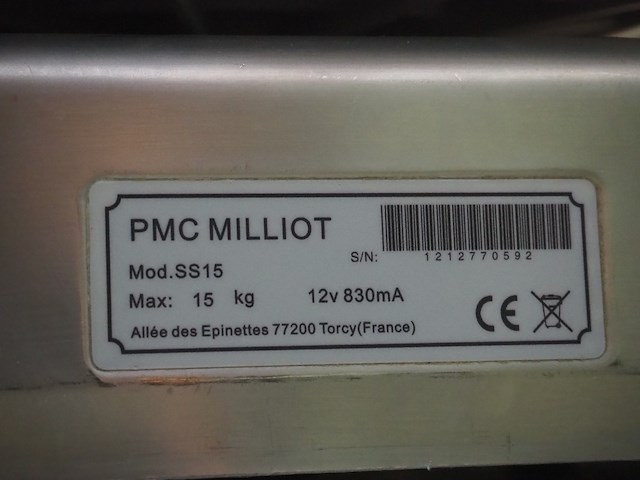 PMC MILLIOT
S/N: 1212770592
Mod.SS15
Max: 15 kg 12v 830mA
CE
Allée des Epinettes 77200 Torcy(France)